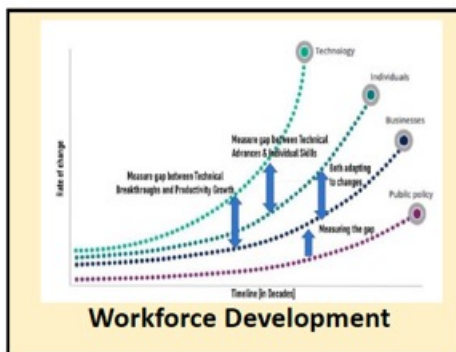 Technology
Individuals
Businesses
Public policy
Measure gap between Technical
Advances & Individual Skills
Measure gap between Technical
Breakthroughs and Productivity Growth
Both adapting
to changes
Measuring the gap
Rate of change
Timeline [in Decades]
Workforce Development